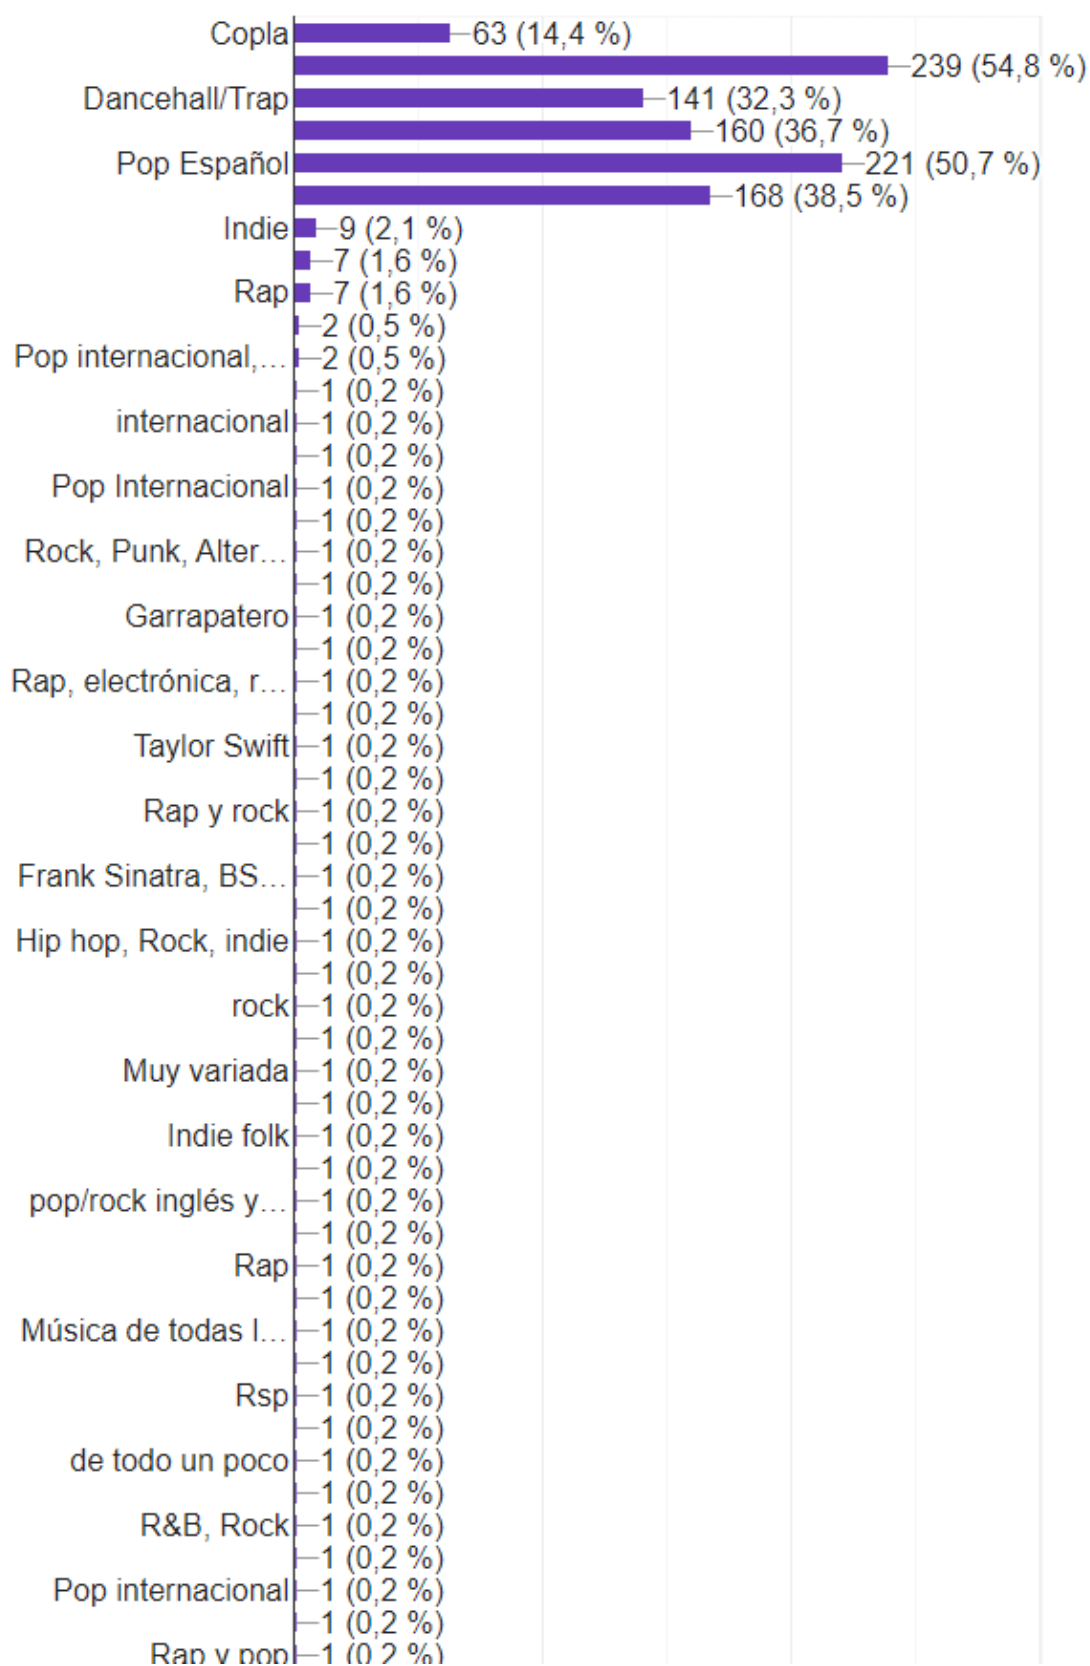 Copla 63 (14,4 %)
239 (54,8 %)
Dancehall/Trap 141 (32,3 %)
160 (36,7 %)
Pop Español 221 (50,7 %)
168 (38,5 %)
Indie 9 (2,1 %)
7 (1,6 %)
Rap 7 (1,6 %)
2 (0,5 %)
Pop internacional,... 2 (0,5 %)
1 (0,2 %)
internacional 1 (0,2 %)
1 (0,2 %)
Pop Internacional 1 (0,2 %)
1 (0,2 %)
Rock, Punk, Alter... 1 (0,2 %)
1 (0,2 %)
Garrapatero 1 (0,2 %)
1 (0,2 %)
Rap, electrónica, r... 1 (0,2 %)
1 (0,2 %)
Taylor Swift 1 (0,2 %)
1 (0,2 %)
Rap y rock 1 (0,2 %)
1 (0,2 %)
Frank Sinatra, BS... 1 (0,2 %)
1 (0,2 %)
Hip hop, Rock, indie 1 (0,2 %)
1 (0,2 %)
rock 1 (0,2 %)
1 (0,2 %)
Muy variada 1 (0,2 %)
1 (0,2 %)
Indie folk 1 (0,2 %)
1 (0,2 %)
pop/rock inglés y... 1 (0,2 %)
1 (0,2 %)
Rap 1 (0,2 %)
1 (0,2 %)
Música de todas l... 1 (0,2 %)
1 (0,2 %)
Rsp 1 (0,2 %)
1 (0,2 %)
de todo un poco 1 (0,2 %)
1 (0,2 %)
R&B, Rock 1 (0,2 %)
1 (0,2 %)
Pop internacional 1 (0,2 %)
1 (0,2 %)
Rap y pop 1 (0,2 %)